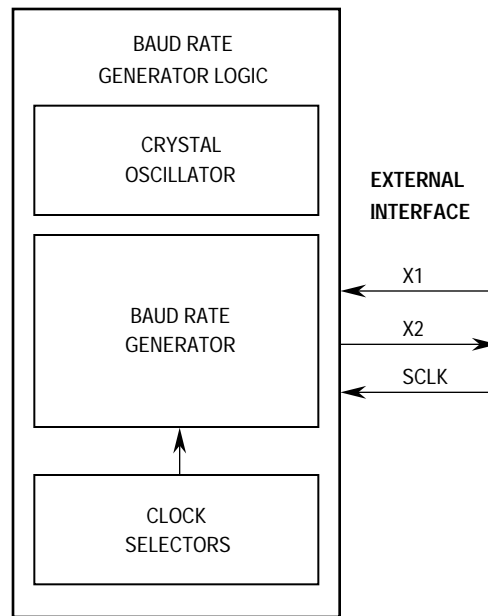 BAUD RATE
GENERATOR LOGIC
CRYSTAL
OSCILLATOR
EXTERNAL
INTERFACE
X1
BAUD RATE
GENERATOR
X2
SCLK
CLOCK
SELECTORS